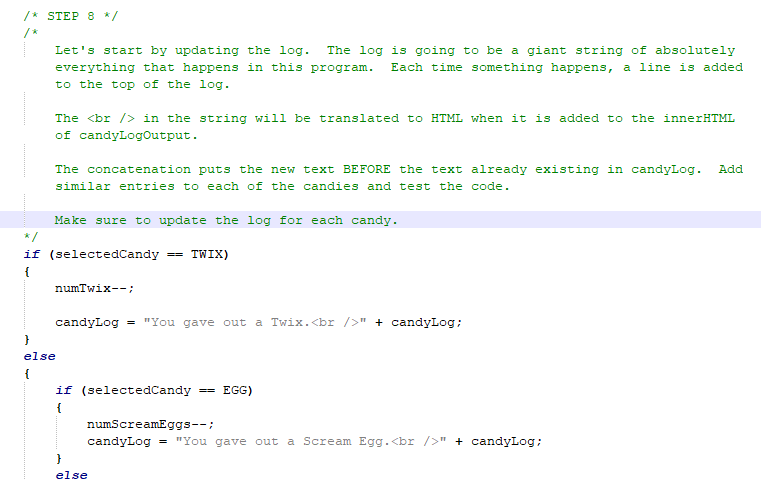 /* STEP 8 */
/*
Let's start by updating the log.  The log is going to be a giant string of absolutely
everything that happens in this program.  Each time something happens, a line is added
to the top of the log.
The <br /> in the string will be translated to HTML when it is added to the innerHTML
of candyLogOutput.
The concatenation puts the new text BEFORE the text already existing in candyLog.  Add
similar entries to each of the candies and test the code.
Make sure to update the log for each candy.
*/
if (selectedCandy == TWIX)
{
numTwix--;
candyLog = "You gave out a Twix.<br />" + candyLog;
}
else
{
if (selectedCandy == EGG)
{
numScreamEggs--;
candyLog = "You gave out a Scream Egg.<br />" + candyLog;
}
else